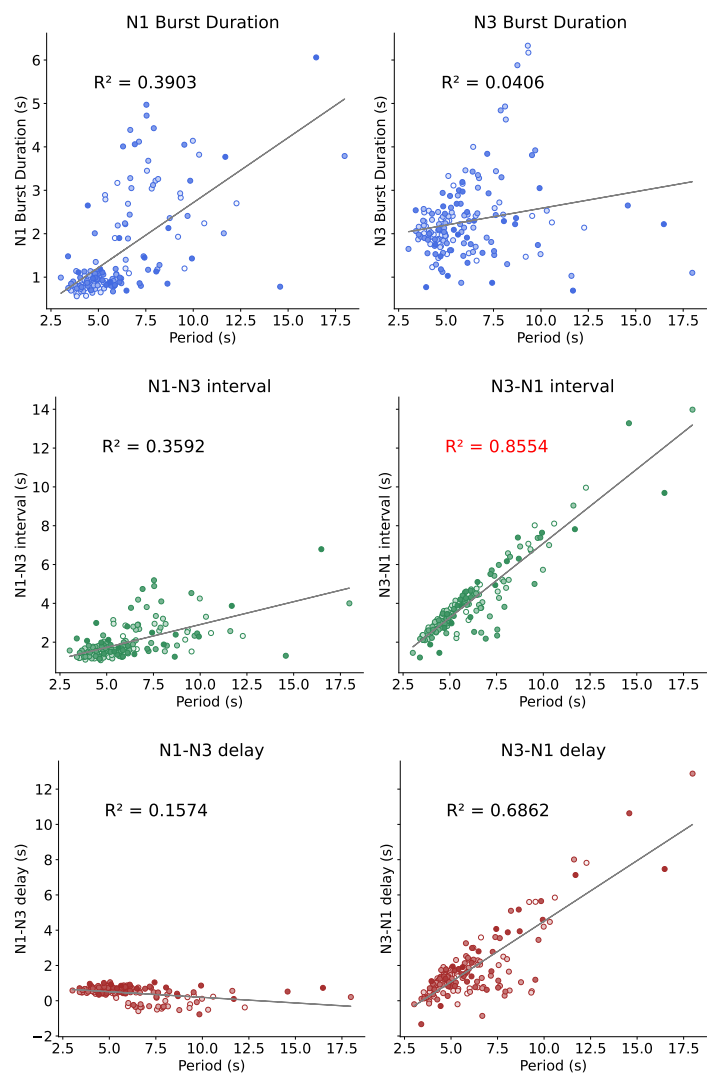 N1 Burst Duration
N3 Burst Duration
R² = 0.3903
R² = 0.0406
N1 Burst Duration (s)
N3 Burst Duration (s)
6
5
4
3
2
1
2.5 5.0 7.5 10.0 12.5 15.0 17.5
2.5 5.0 7.5 10.0 12.5 15.0 17.5
Period (s)
Period (s)
N1-N3 interval
N3-N1 interval
R² = 0.3592
R² = 0.8554
N1-N3 interval (s)
N3-N1 interval (s)
14
12
10
8
6
4
2
2.5 5.0 7.5 10.0 12.5 15.0 17.5
2.5 5.0 7.5 10.0 12.5 15.0 17.5
Period (s)
Period (s)
N1-N3 delay
N3-N1 delay
R² = 0.1574
R² = 0.6862
N1-N3 delay (s)
N3-N1 delay (s)
12
10
8
6
4
2
0
−2
2.5 5.0 7.5 10.0 12.5 15.0 17.5
2.5 5.0 7.5 10.0 12.5 15.0 17.5
Period (s)
Period (s)